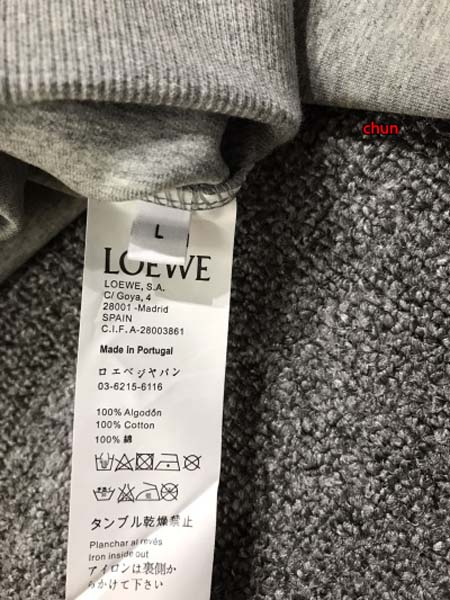 chun
L
LOEWE
LOEWE, S.A.
C/ Goya, 4
28001 -Madrid
SPAIN
C.I.F.A-28003861
Made in Portugal
ロエベジャパン
03-6215-6116
100% Algodón
100% Cotton
100% 綿
タンブル乾燥禁止
Planchar al revés
Iron inside out
アイロンは裏側か
らかけて下さい